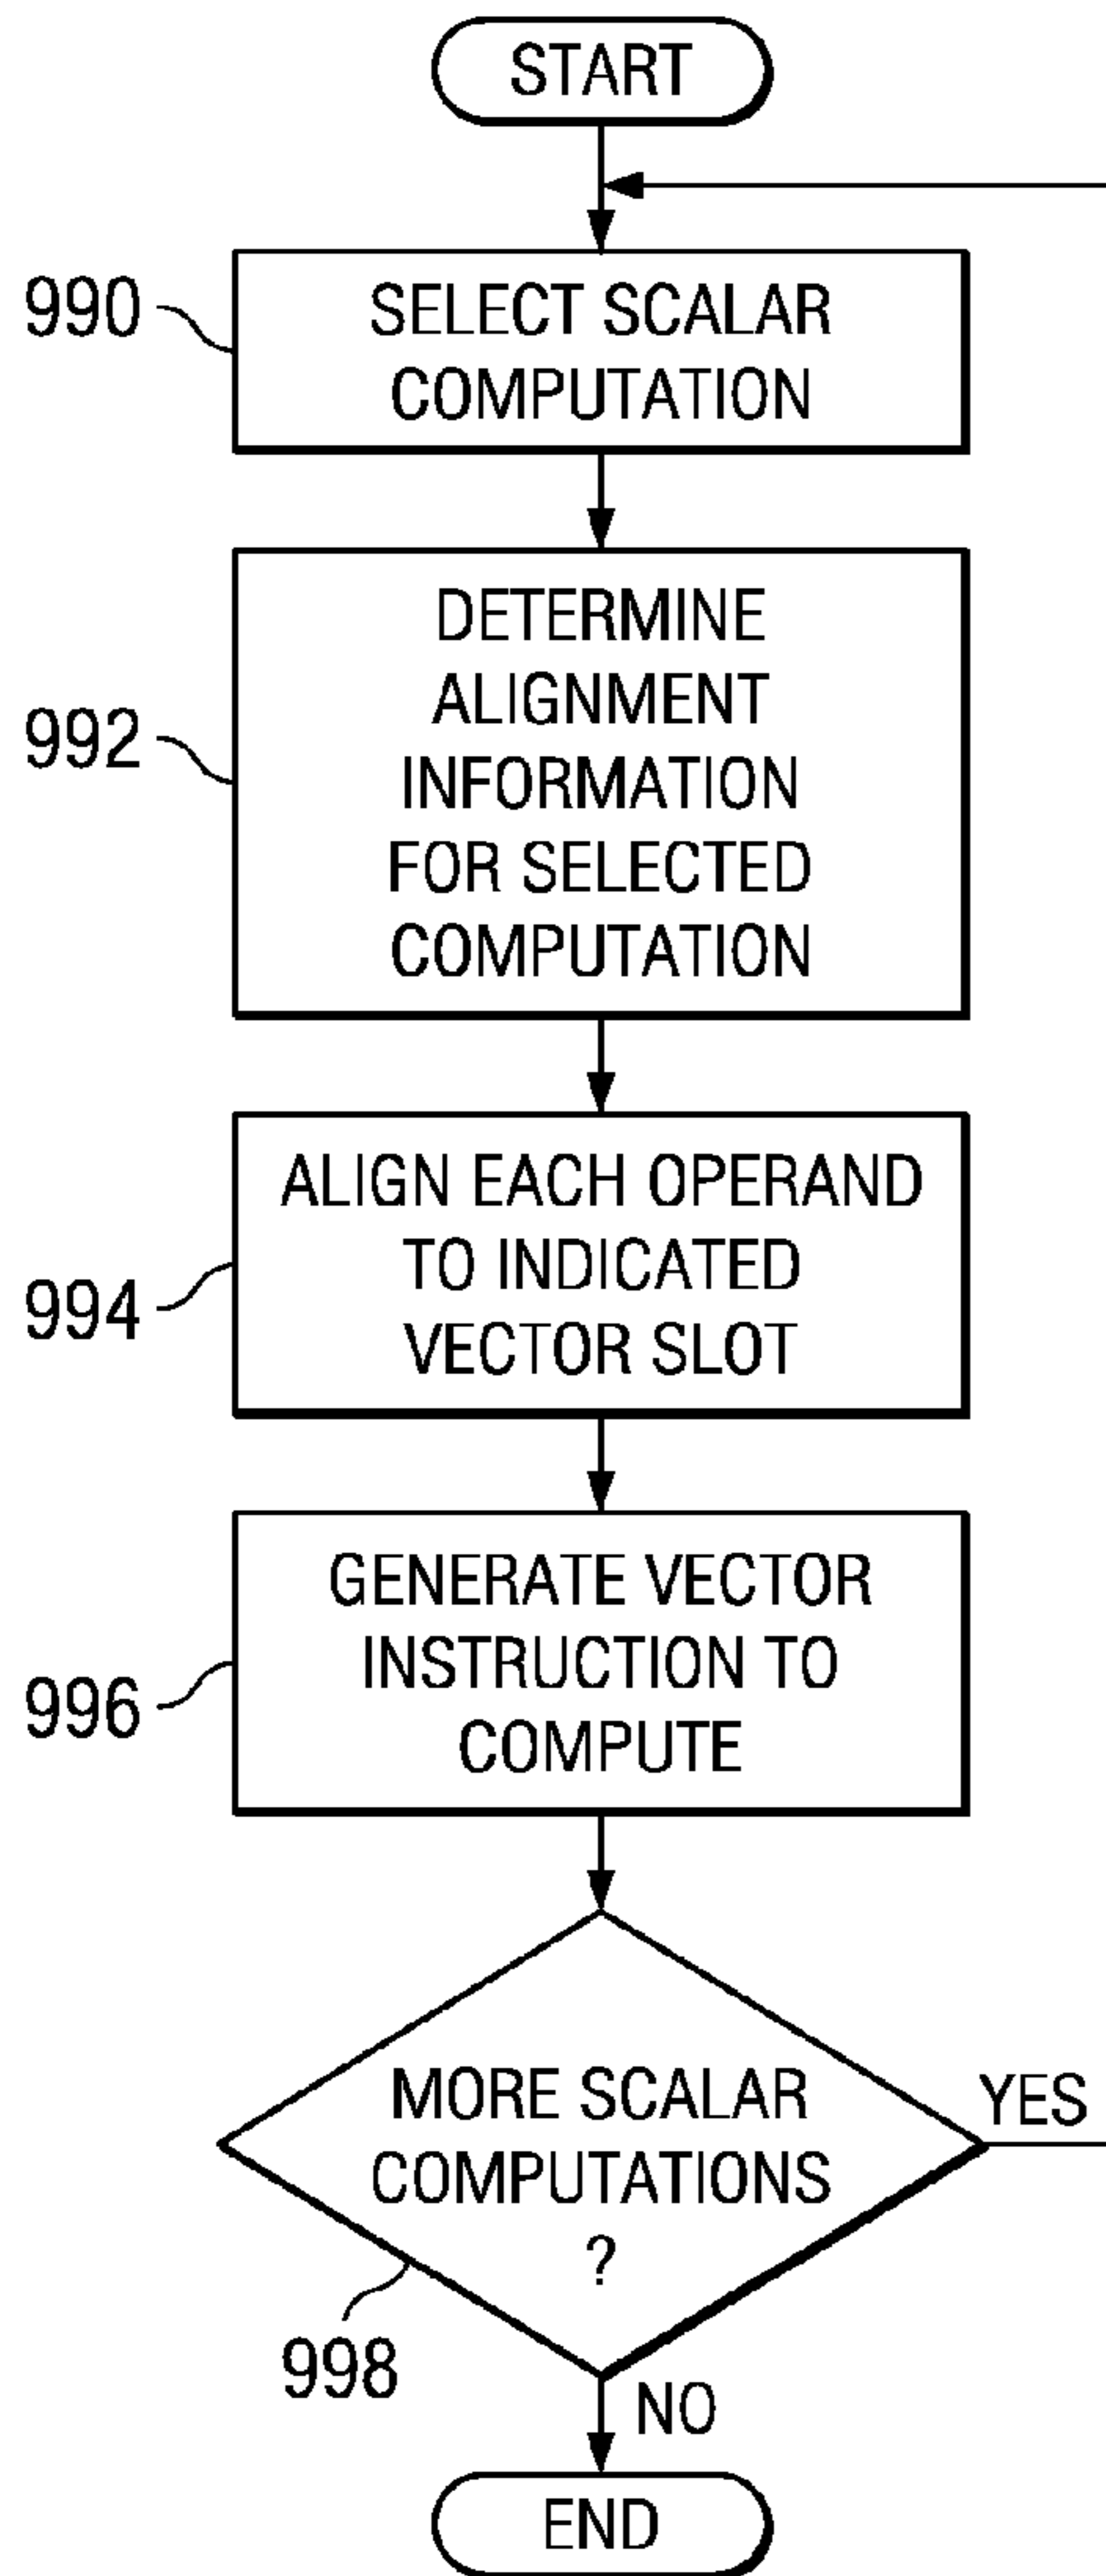 START
990
SELECT SCALAR
COMPUTATION
992
DETERMINE
ALIGNMENT
INFORMATION
FOR SELECTED
COMPUTATION
994
ALIGN EACH OPERAND
TO INDICATED
VECTOR SLOT
996
GENERATE VECTOR
INSTRUCTION TO
COMPUTE
MORE SCALAR
COMPUTATIONS
?
YES
998
NO
END